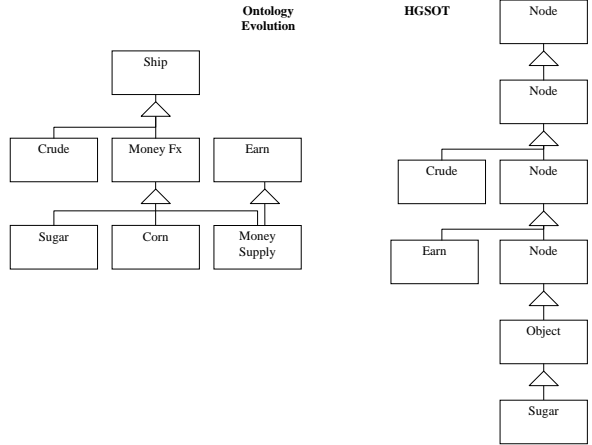 Ontology
Evolution
Ship
Crude
Money Fx
Earn
Sugar
Corn
Money
Supply
HGSOT
Node
Node
Crude
Node
Earn
Node
Object
Sugar